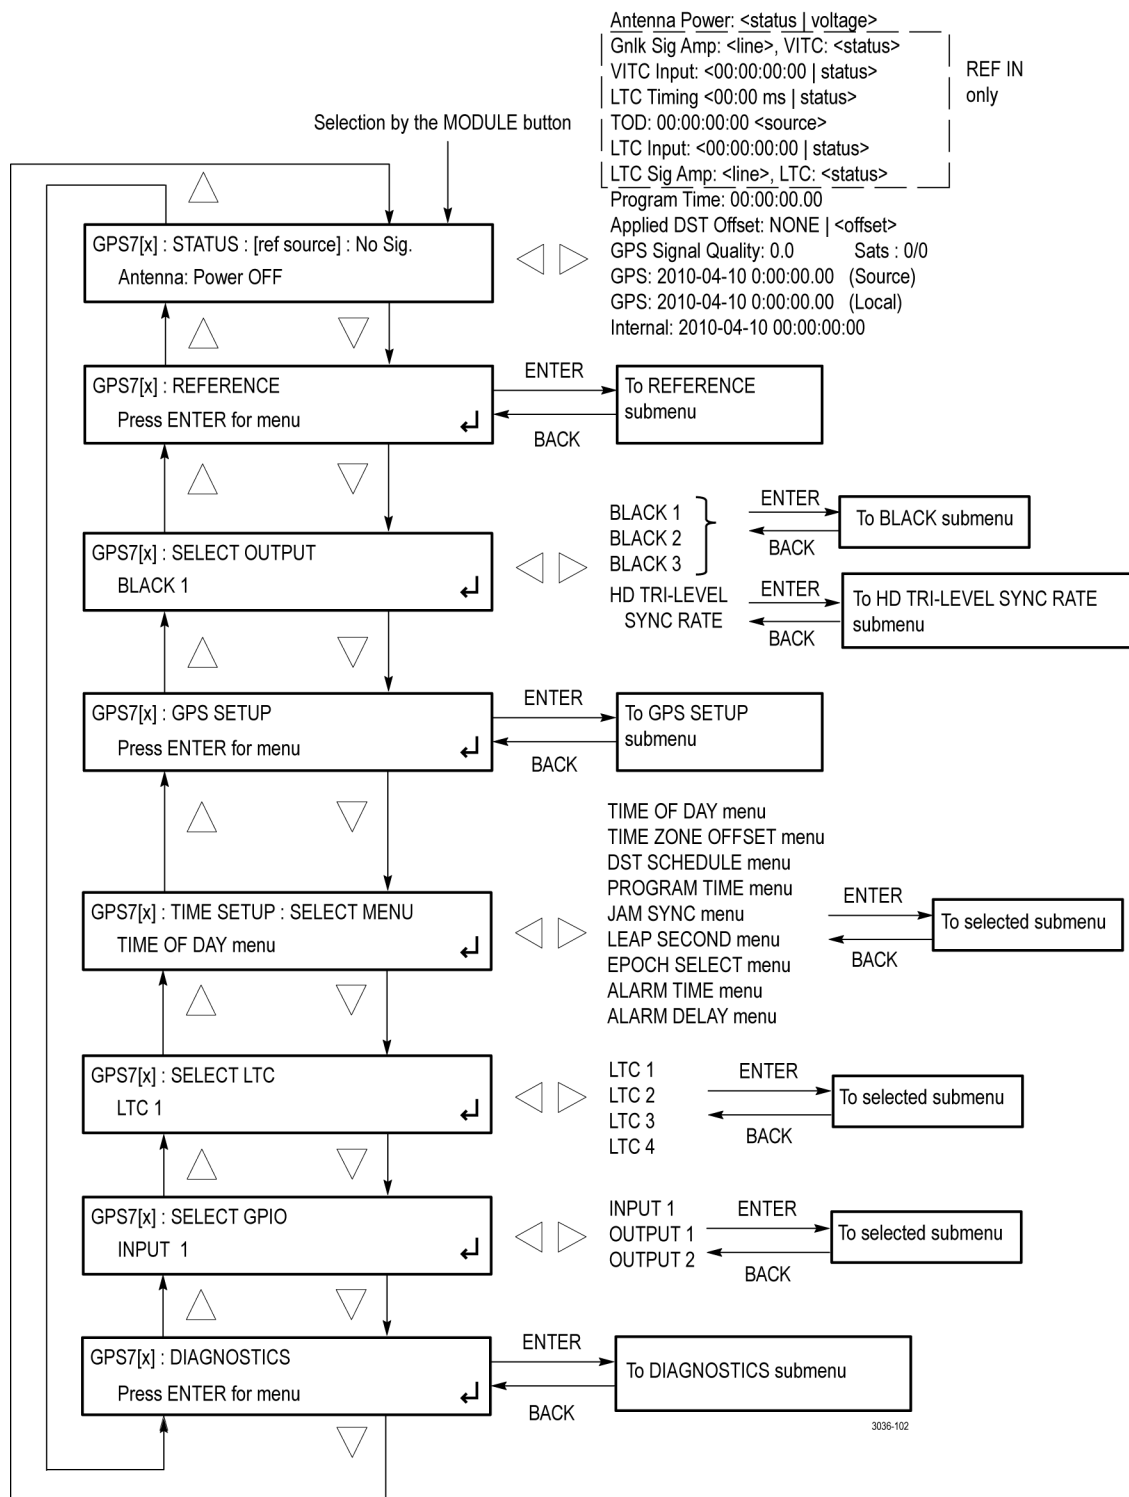 Antenna Power: <status | voltage>
Gnlk Sig Amp: <line>, VITC: <status>
VITC Input: <00:00:00:00 | status>
LTC Timing <00:00 ms | status>
TOD: 00:00:00:00 <source>
LTC Input: <00:00:00:00 | status>
LTC Sig Amp: <line>, LTC: <status>
REF IN
only
Program Time: 00:00:00.00
Applied DST Offset: NONE | <offset>
GPS Signal Quality: 0.0 Sats : 0/0
GPS: 2010-04-10 0:00:00.00 (Source)
GPS: 2010-04-10 0:00:00.00 (Local)
Internal: 2010-04-10 00:00:00:00
Selection by the MODULE button
GPS7[x] : STATUS : [ref source] : No Sig.
Antenna: Power OFF
GPS7[x] : REFERENCE
Press ENTER for menu
ENTER
BACK
To REFERENCE
submenu
GPS7[x] : SELECT OUTPUT
BLACK 1
BLACK 1
BLACK 2
BLACK 3
ENTER
BACK
To BLACK submenu
HD TRI-LEVEL
SYNC RATE
ENTER
BACK
To HD TRI-LEVEL SYNC RATE
submenu
GPS7[x] : GPS SETUP
Press ENTER for menu
ENTER
BACK
To GPS SETUP
submenu
GPS7[x] : TIME SETUP : SELECT MENU
TIME OF DAY menu
TIME OF DAY menu
TIME ZONE OFFSET menu
DST SCHEDULE menu
PROGRAM TIME menu
JAM SYNC menu
LEAP SECOND menu
EPOCH SELECT menu
ALARM TIME menu
ALARM DELAY menu
ENTER
BACK
To selected submenu
GPS7[x] : SELECT LTC
LTC 1
LTC 1
LTC 2
LTC 3
LTC 4
ENTER
BACK
To selected submenu
GPS7[x] : SELECT GPIO
INPUT 1
INPUT 1
OUTPUT 1
OUTPUT 2
ENTER
BACK
To selected submenu
GPS7[x] : DIAGNOSTICS
Press ENTER for menu
ENTER
BACK
To DIAGNOSTICS submenu
3036-102